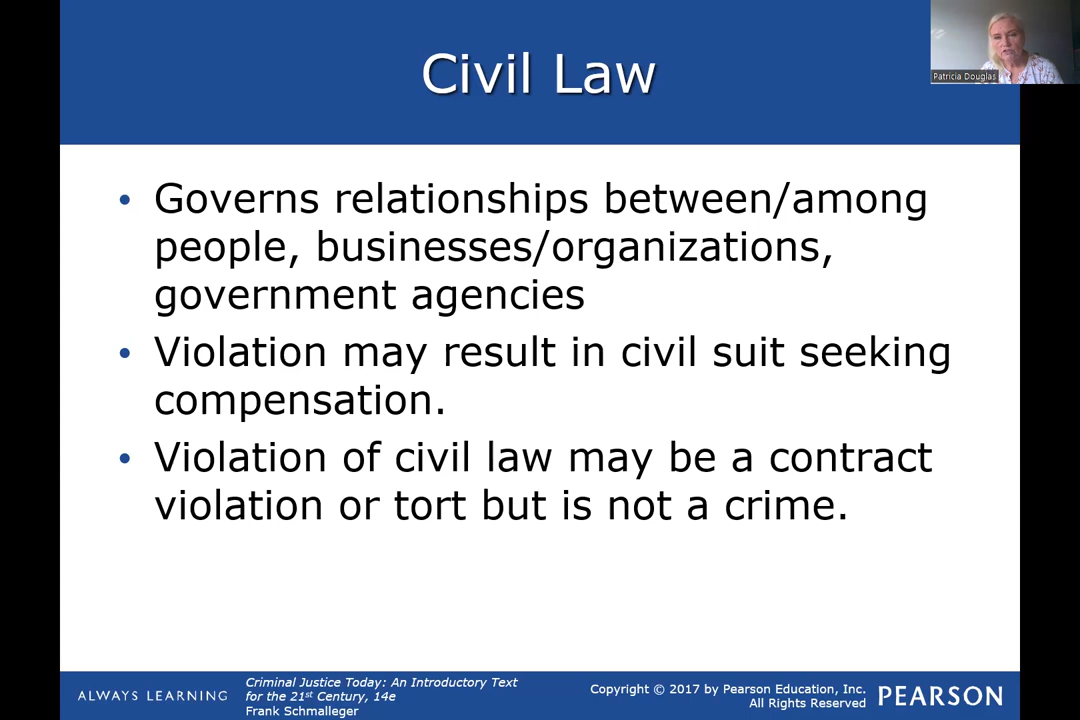 Civil Law
Patricia Douglas
• Governs relationships between/among
people, businesses/organizations,
government agencies
• Violation may result in civil suit seeking
compensation.
• Violation of civil law may be a contract
violation or tort but is not a crime.
ALWAYS LEARNING
Criminal Justice Today: An Introductory Text
for the 21st Century, 14e
Frank Schmalleger
Copyright © 2017 by Pearson Education, Inc.
All Rights Reserved
PEARSON